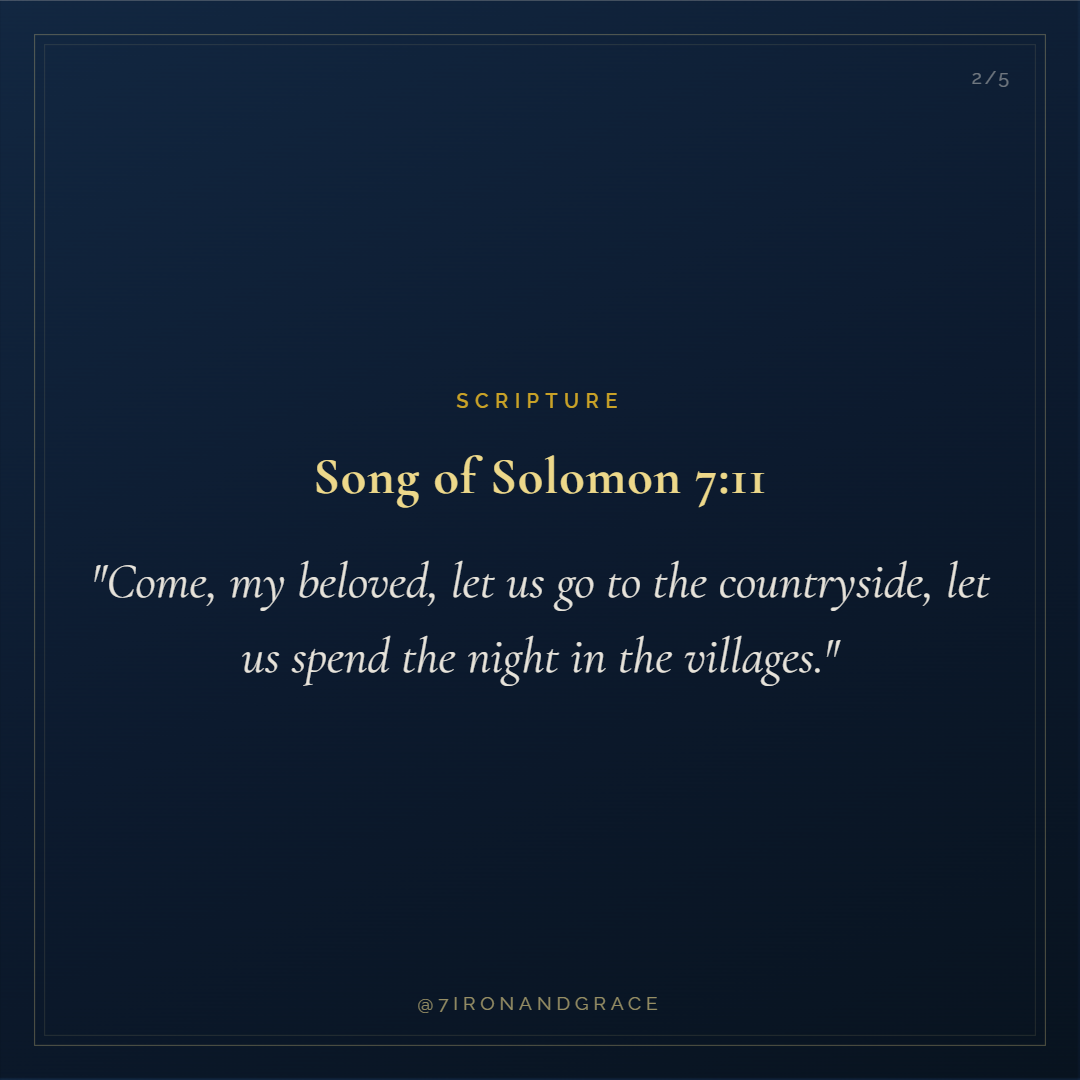 2/5
SCRIPTURE
Song of Solomon 7:11
"Come, my beloved, let us go to the countryside, let
us spend the night in the villages."
@7IRONANDGRACE